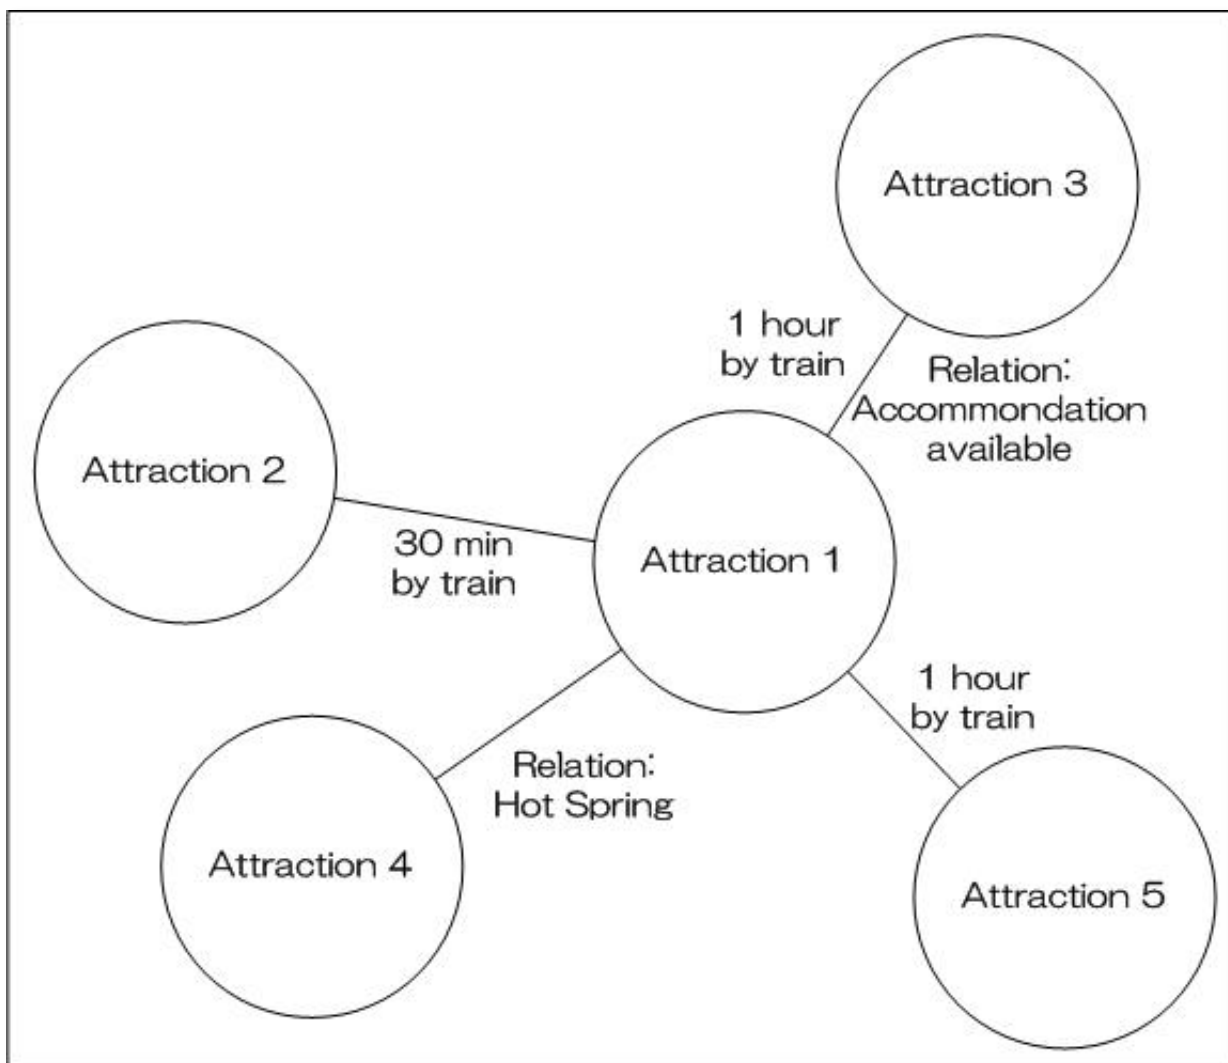 Attraction 3
1 hour
by train
Relation:
Accommondation
available
Attraction 2
30 min
by train
Attraction 1
1 hour
by train
Relation:
Hot Spring
Attraction 4
Attraction 5